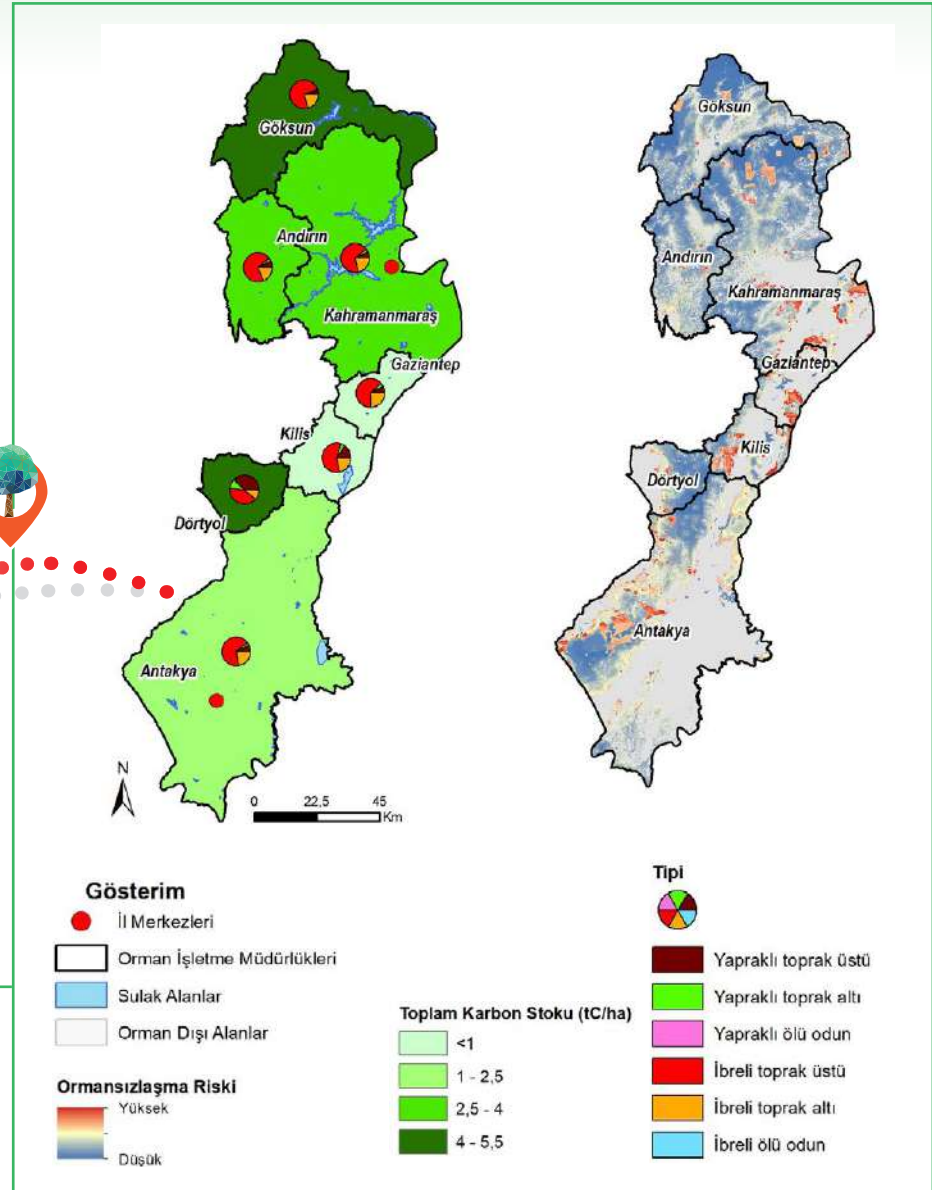 Göksun
Andırın
Kahramanmaraş
Gaziantep
Kilis
Dörtyol
Antakya
N
0 22,5 45
Km
Göksun
Andırın
Kahramanmaraş
Gaziantep
Kilis
Dörtyol
Antakya
Gösterim
İl Merkezleri
Orman İşletme Müdürlükleri
Sulak Alanlar
Orman Dışı Alanlar
Ormansızlaşma Riski
Yüksek
Düşük
Toplam Karbon Stoku (tC/ha)
<1
1 - 2,5
2,5 - 4
4 - 5,5
Tipi
Yapraklı toprak üstü
Yapraklı toprak altı
Yapraklı ölü odun
İbreli toprak üstü
İbreli toprak altı
İbreli ölü odun